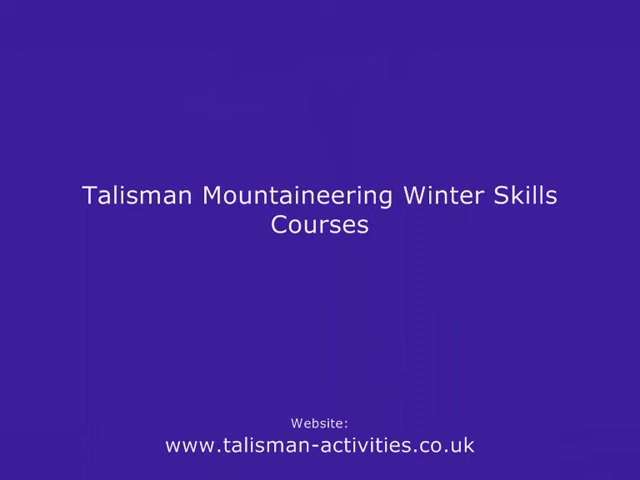 Talisman Mountaineering Winter Skills
Courses
Website:
www.talisman-activities.co.uk